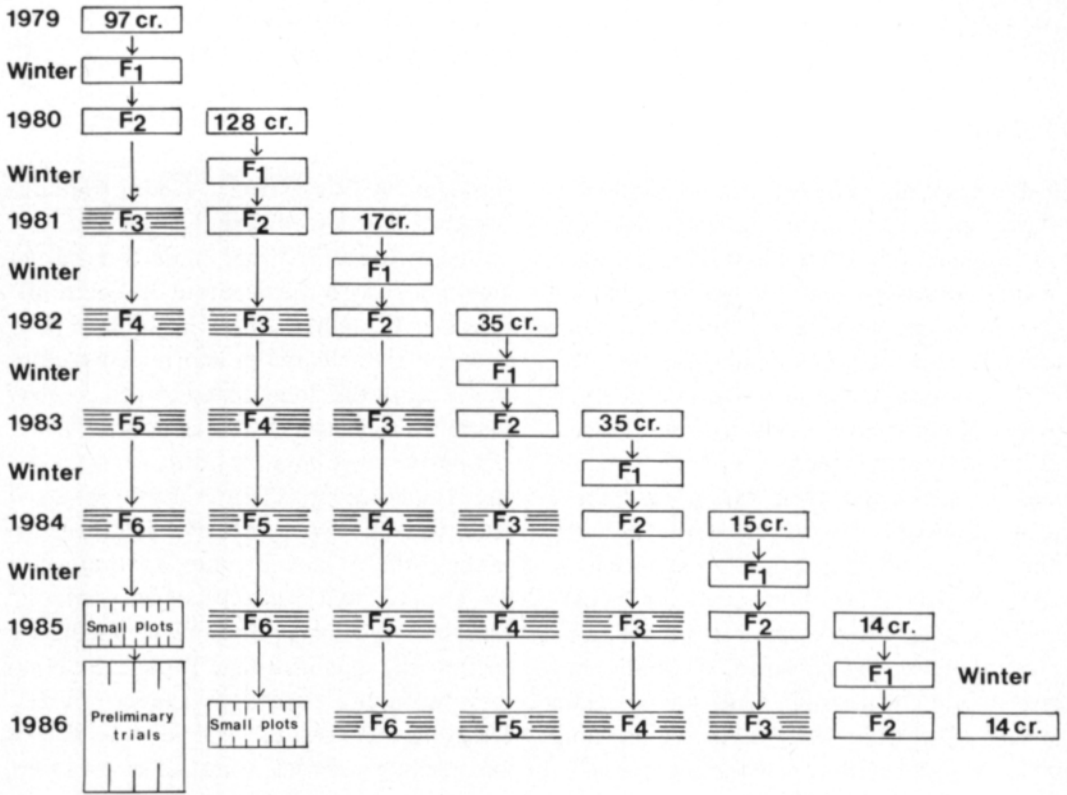 1979 97 cr.
Winter F1
1980 F2 128 cr.
Winter F1
1981 F3 F2 17cr.
Winter F1
1982 F4 F3 F2 35 cr.
Winter F1
1983 F5 F4 F3 F2 35 cr.
Winter F1
1984 F6 F5 F4 F3 F2 15 cr.
Winter F1
1985 Small plots F6 F5 F4 F3 F2 14 cr.
F1 Winter
1986 Preliminary trials Small plots F6 F5 F4 F3 F2 14 cr.